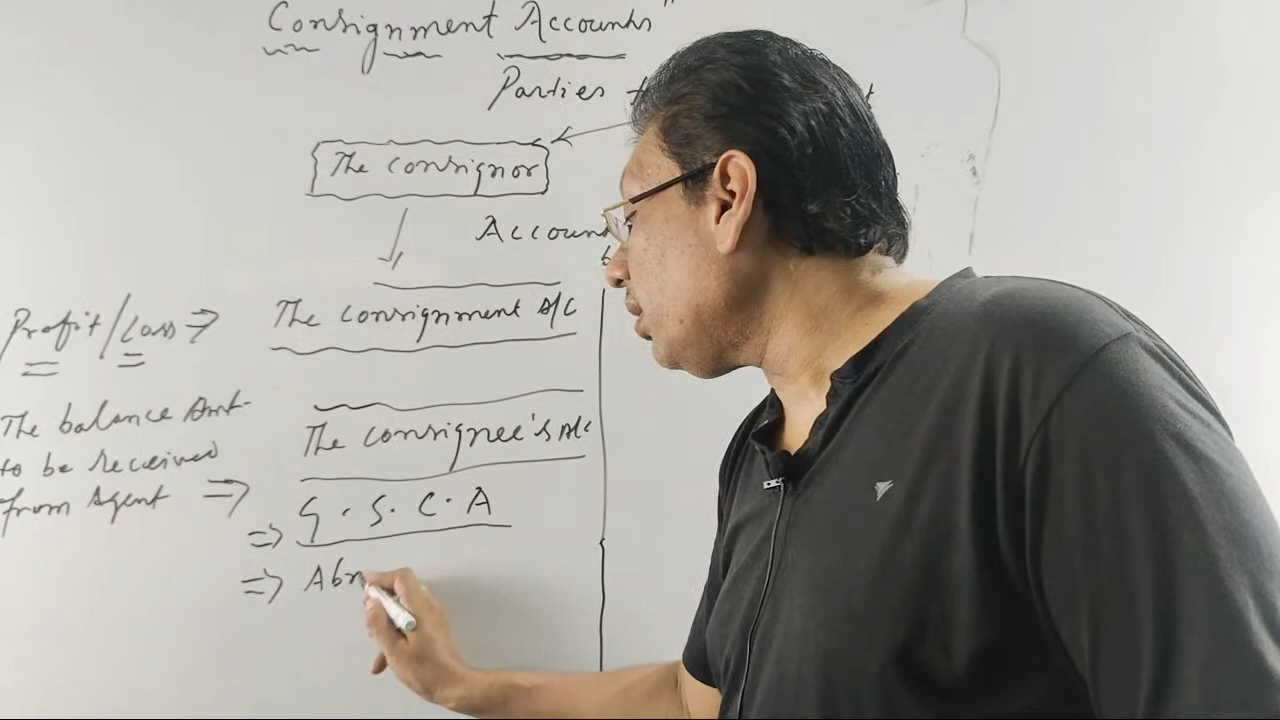 Consignment Accounts"
Parties
The consignor
Account
The consignment A/C
Profit/Loss ⇒
The balance Amt-
to be received
from Agent ⇒
The consignee's A/c
⇒ G.S.C.A
⇒ Abn